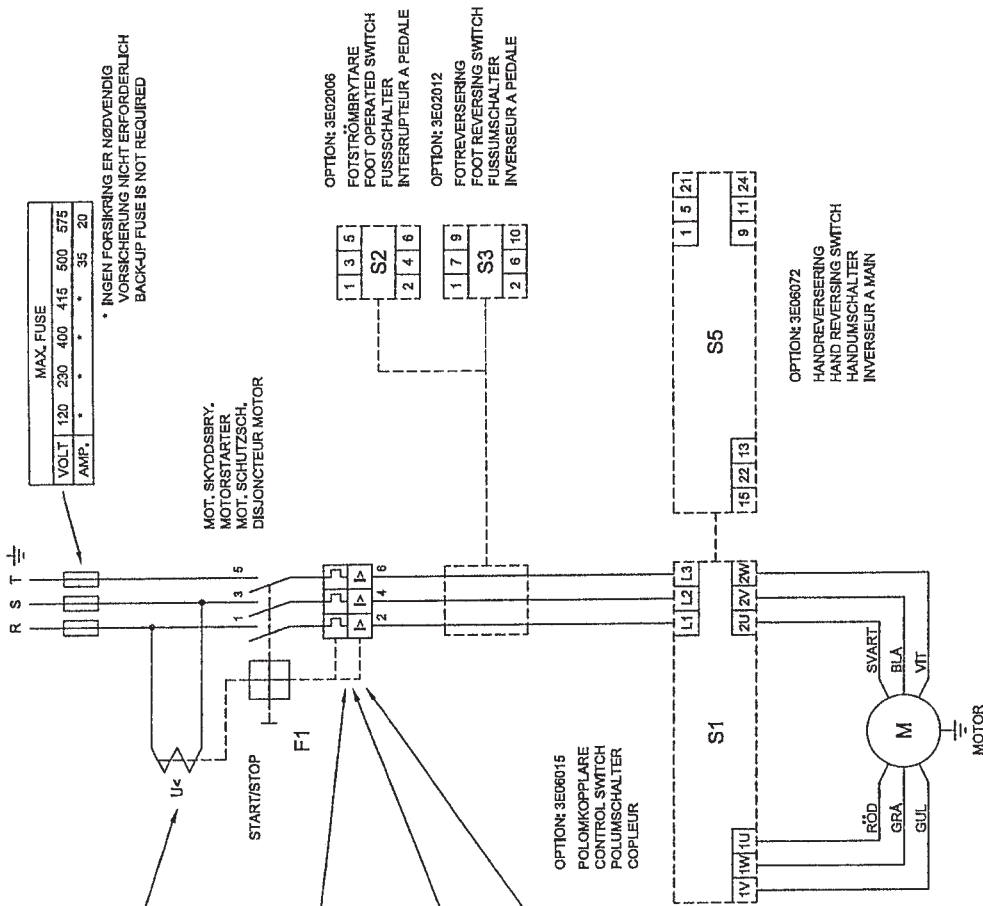 MAX. FUSE
VOLT 120 230 400 415 500 575
AMP. * * * * 35 20
* INGEN FORSIKRING ER NØDVENDIG
VORSICHERUNG NICHT ERFORDERLICH
BACK-UP FUSE IS NOT REQUIRED
R S T
U<
START/STOP
F1
1 3 5
MOT. SKYDDSBRY.
MOTORSTARTER
MOT. SCHUTZSCH.
DISJONCTEUR MOTOR
I> I> I>
2 4 6
OPTION: 3E02006
FOTSTRÖMBRYTARE
FOOT OPERATED SWITCH
FUSSSCHALTER
INTERRUPTEUR A PEDALE
1 3 5
S2
2 4 6
OPTION: 3E02012
FOTREVERSERING
FOOT REVERSING SWITCH
FUSSUMSCHALTER
INVERSEUR A PEDALE
1 7 9
S3
2 6 10
OPTION: 3E06015
POLOMKOPPLARE
CONTROL SWITCH
POLUMSCHALTER
COPLEUR
L1 L2 L3
S1
1V 1W 1U
2U 2V 2W
1 5 21
S5
15 22 13
9 11 24
OPTION: 3E06072
HANDREVERSERING
HAND REVERSING SWITCH
HANDUMSCHALTER
INVERSEUR A MAIN
RÖD
GRÅ
GUL
SVART
BLÅ
VIT
M
MOTOR